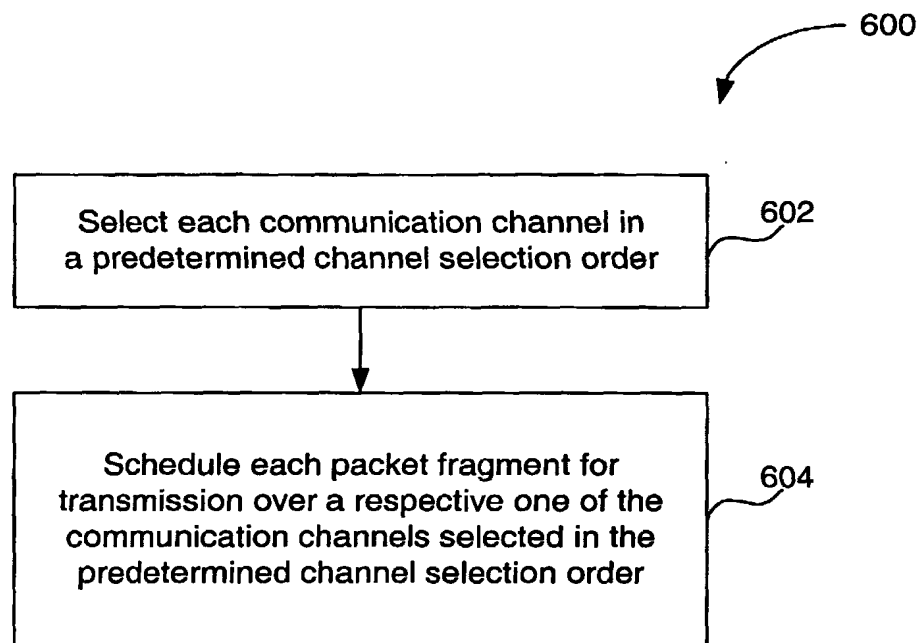 600
Select each communication channel in
a predetermined channel selection order
602
Schedule each packet fragment for
transmission over a respective one of the
communication channels selected in the
predetermined channel selection order
604